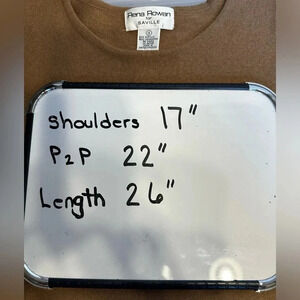 Rena Rowan
for
SAVILLE
Shoulders 17"
P2P 22"
Length 26"